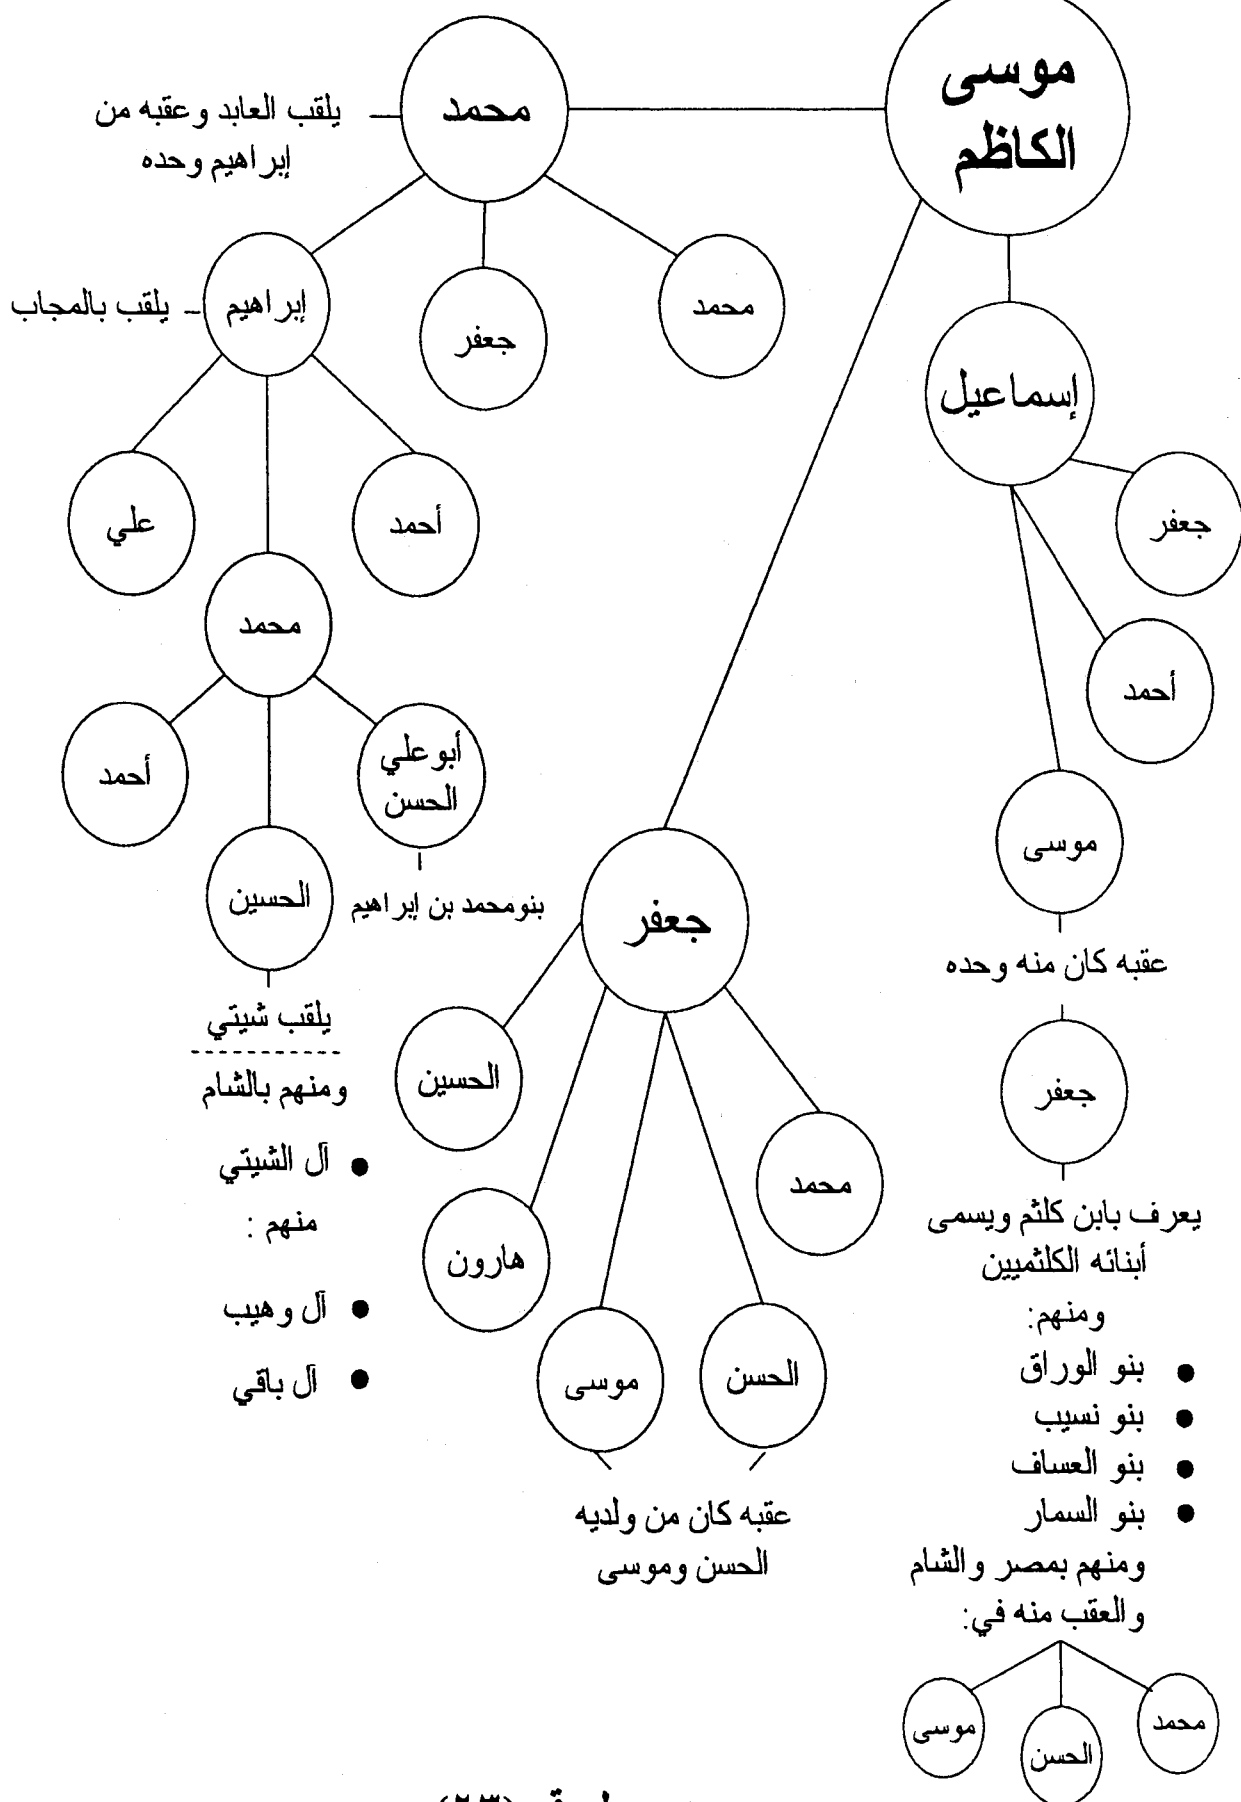 موسى
الكاظم
محمد
يلقب العابد وعقبه من
إبراهيم وحده
محمد
جعفر
إبراهيم
يلقب بالمجاب
أحمد
محمد
علي
أبو علي
الحسن
بنو محمد بن إبراهيم
الحسين
أحمد
يلقب شيتي
ومنهم بالشام
● آل الشيتي
منهم :
● آل وهيب
● آل باقي
إسماعيل
جعفر
أحمد
موسى
عقبه كان منه وحده
جعفر
يعرف بابن كلثم ويسمى
أبنائه الكلثميين
ومنهم:
● بنو الوراق
● بنو نسيب
● بنو العساف
● بنو السمار
ومنهم بمصر والشام
والعقب منه في:
محمد
الحسن
موسى
جعفر
محمد
الحسن
موسى
هارون
الحسين
عقبه كان من ولديه
الحسن وموسى
(٢٣)